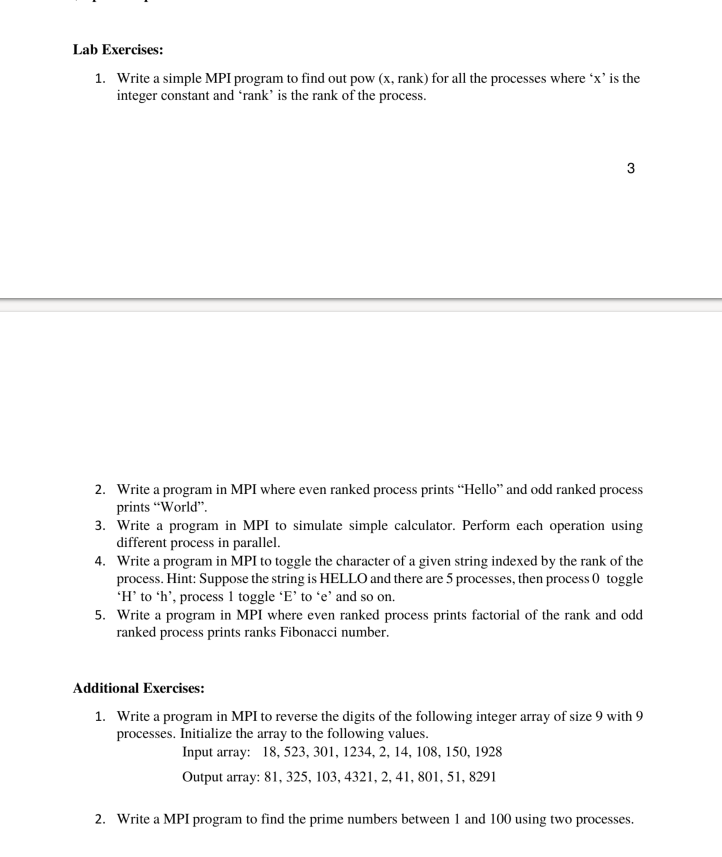 Lab Exercises:
1. Write a simple MPI program to find out pow (x, rank) for all the processes where ‘x’ is the
integer constant and ‘rank’ is the rank of the process.
3
2. Write a program in MPI where even ranked process prints “Hello” and odd ranked process
prints “World”.
3. Write a program in MPI to simulate simple calculator. Perform each operation using
different process in parallel.
4. Write a program in MPI to toggle the character of a given string indexed by the rank of the
process. Hint: Suppose the string is HELLO and there are 5 processes, then process 0 toggle
‘H’ to ‘h’, process 1 toggle ‘E’ to ‘e’ and so on.
5. Write a program in MPI where even ranked process prints factorial of the rank and odd
ranked process prints ranks Fibonacci number.
Additional Exercises:
1. Write a program in MPI to reverse the digits of the following integer array of size 9 with 9
processes. Initialize the array to the following values.
Input array: 18, 523, 301, 1234, 2, 14, 108, 150, 1928
Output array: 81, 325, 103, 4321, 2, 41, 801, 51, 8291
2. Write a MPI program to find the prime numbers between 1 and 100 using two processes.